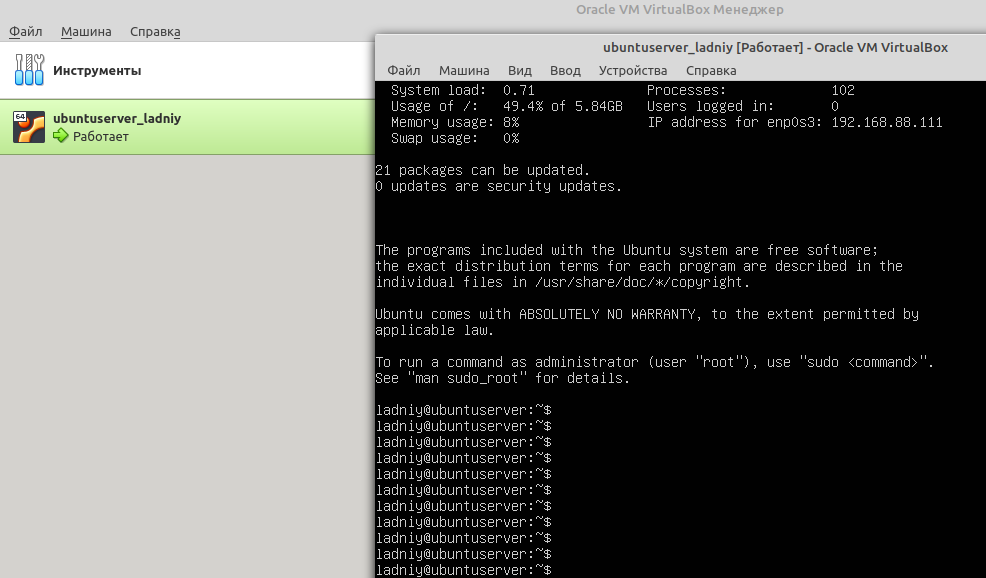 Oracle VM VirtualBox Менеджер
Файл Машина Справка
Инструменты
64
ubuntuserver_ladniy
Работает
ubuntuserver_ladniy [Работает] - Oracle VM VirtualBox
Файл Машина Вид Ввод Устройства Справка
System load: 0.71 Processes: 102
Usage of /: 49.4% of 5.84GB Users logged in: 0
Memory usage: 8% IP address for enp0s3: 192.168.88.111
Swap usage: 0%
21 packages can be updated.
0 updates are security updates.
The programs included with the Ubuntu system are free software;
the exact distribution terms for each program are described in the
individual files in /usr/share/doc/*/copyright.
Ubuntu comes with ABSOLUTELY NO WARRANTY, to the extent permitted by
applicable law.
To run a command as administrator (user "root"), use "sudo <command>".
See "man sudo_root" for details.
ladniy@ubuntuserver:~$
ladniy@ubuntuserver:~$
ladniy@ubuntuserver:~$
ladniy@ubuntuserver:~$
ladniy@ubuntuserver:~$
ladniy@ubuntuserver:~$
ladniy@ubuntuserver:~$
ladniy@ubuntuserver:~$
ladniy@ubuntuserver:~$
ladniy@ubuntuserver:~$
ladniy@ubuntuserver:~$